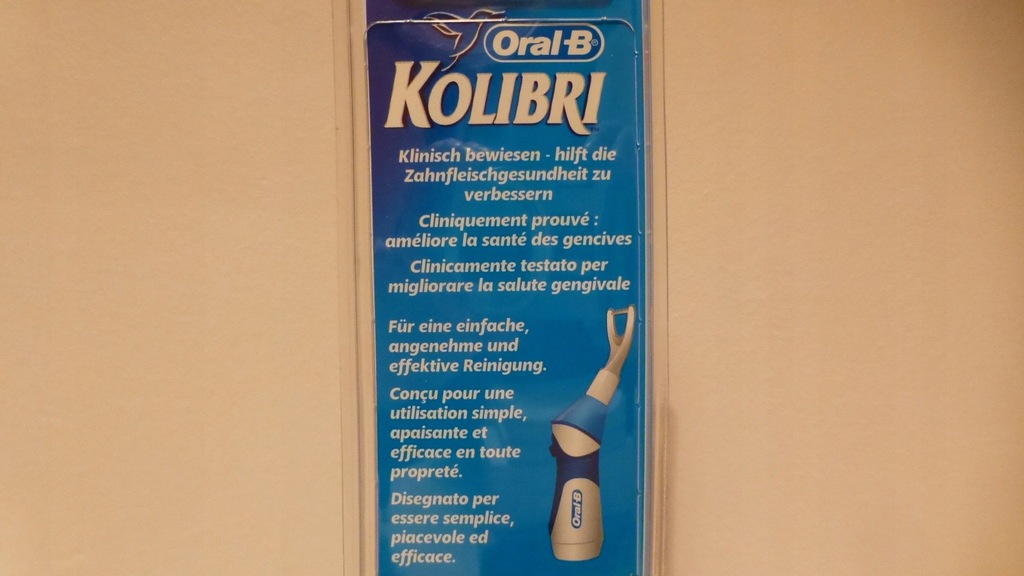 Oral-B®
KOLIBRI™
Klinisch bewiesen - hilft die
Zahnfleischgesundheit zu
verbessern
Cliniquement prouvé :
améliore la santé des gencives
Clinicamente testato per
migliorare la salute gengivale
Für eine einfache,
angenehme und
effektive Reinigung.
Conçu pour une
utilisation simple,
apaisante et
efficace en toute
propreté.
Disegnato per
essere semplice,
piacevole ed
efficace.
Oral-B